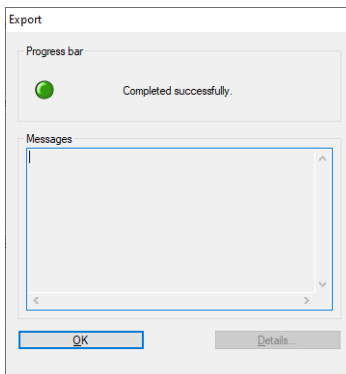 Export
Progress bar
Completed successfully.
Messages
OK
Details...